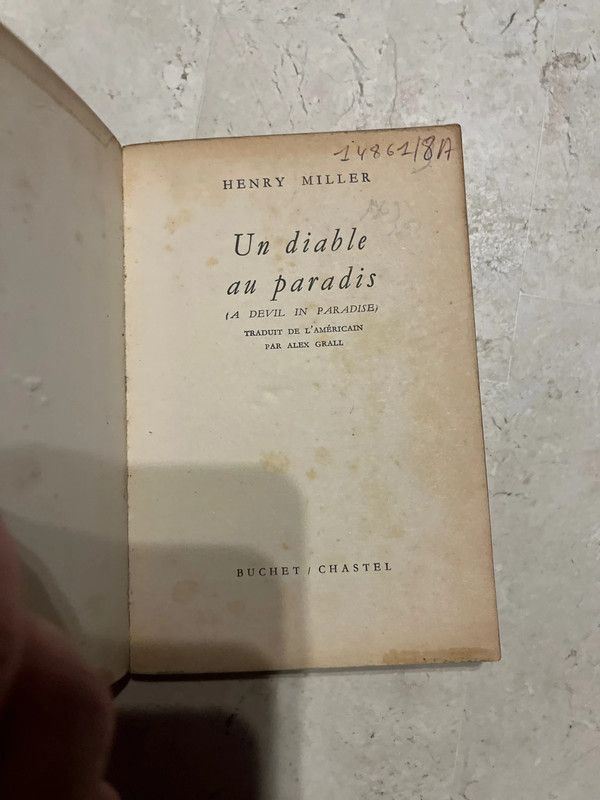 14861/8A
HENRY MILLER
Un diable
au paradis
(A DEVIL IN PARADISE)
TRADUIT DE L'AMÉRICAIN
PAR ALEX GRALL
BUCHET / CHASTEL